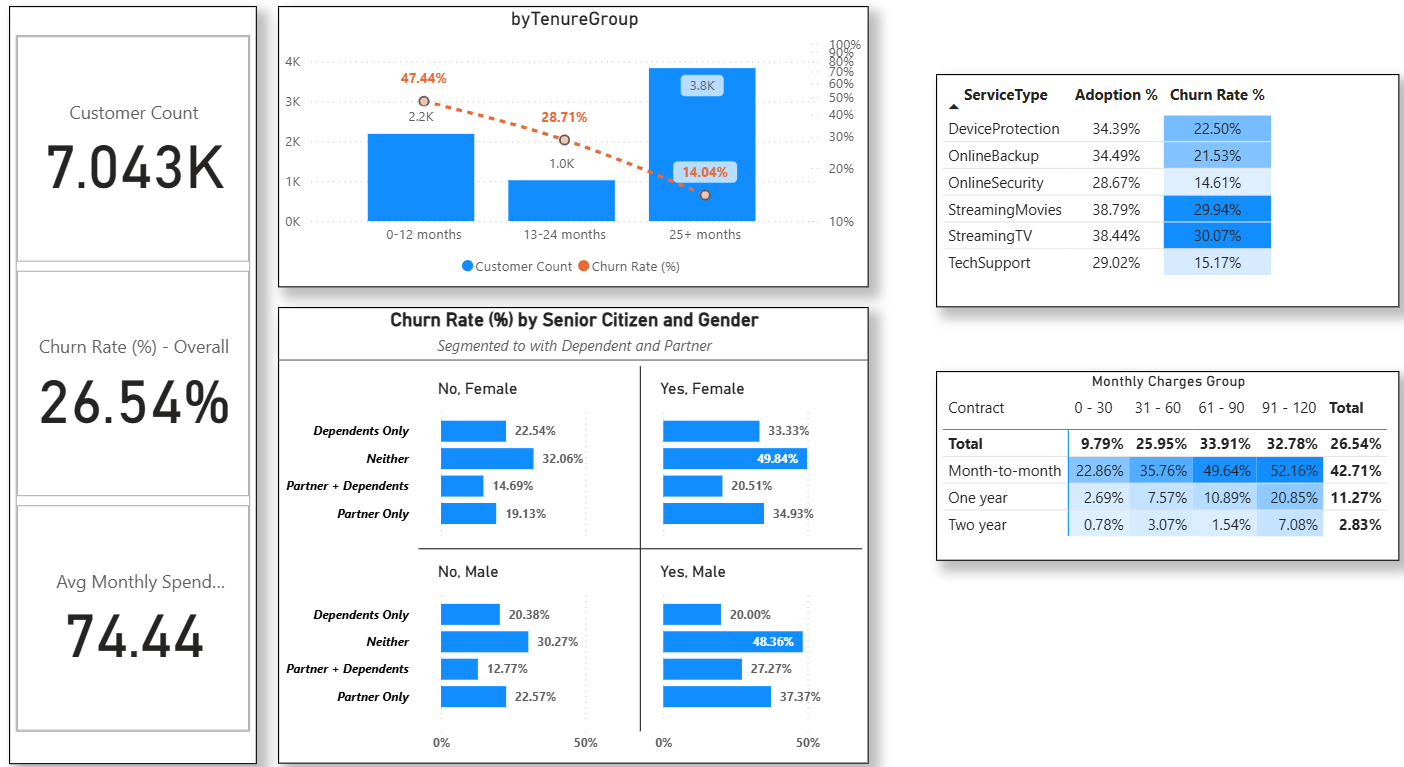 Customer Count
7.043K
Churn Rate (%) - Overall
26.54%
Avg Monthly Spend...
74.44
byTenureGroup
4K
3K
2K
1K
0K
100%
90%
80%
70%
60%
50%
40%
30%
20%
10%
47.44%
2.2K
28.71%
1.0K
3.8K
14.04%
0-12 months 13-24 months 25+ months
Customer Count Churn Rate (%)
Churn Rate (%) by Senior Citizen and Gender
Segmented to with Dependent and Partner
No, Female
Dependents Only 22.54%
Neither 32.06%
Partner + Dependents 14.69%
Partner Only 19.13%
Yes, Female
33.33%
49.84%
20.51%
34.93%
No, Male
Dependents Only 20.38%
Neither 30.27%
Partner + Dependents 12.77%
Partner Only 22.57%
Yes, Male
20.00%
48.36%
27.27%
37.37%
0% 50% 0% 50%
ServiceType Adoption % Churn Rate %
DeviceProtection 34.39% 22.50%
OnlineBackup 34.49% 21.53%
OnlineSecurity 28.67% 14.61%
StreamingMovies 38.79% 29.94%
StreamingTV 38.44% 30.07%
TechSupport 29.02% 15.17%
Monthly Charges Group
Contract 0 - 30 31 - 60 61 - 90 91 - 120 Total
Total 9.79% 25.95% 33.91% 32.78% 26.54%
Month-to-month 22.86% 35.76% 49.64% 52.16% 42.71%
One year 2.69% 7.57% 10.89% 20.85% 11.27%
Two year 0.78% 3.07% 1.54% 7.08% 2.83%